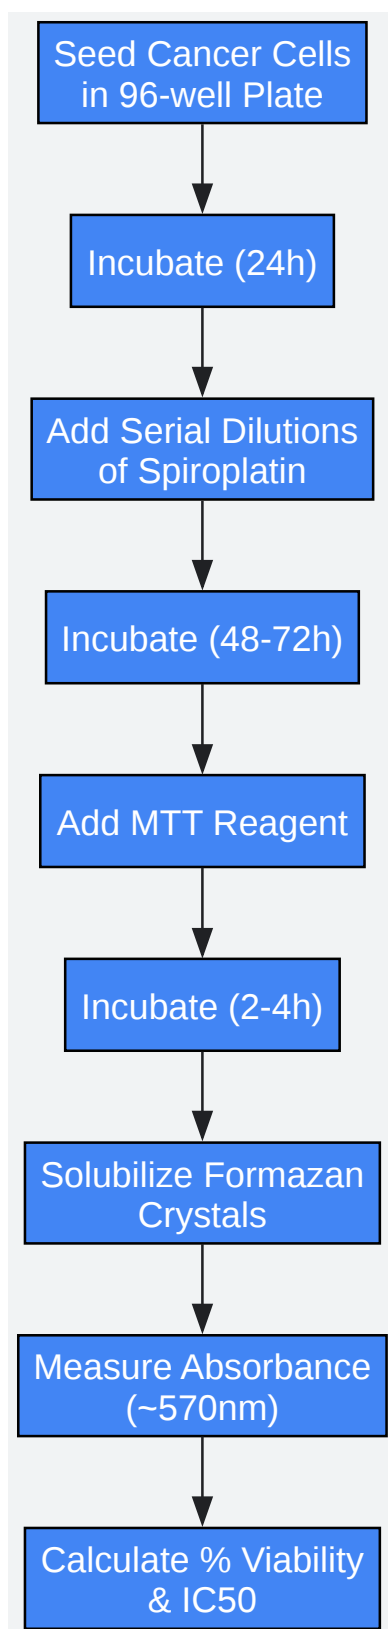 Seed Cancer Cells
in 96-well Plate
Incubate (24h)
Add Serial Dilutions
of Spiroplatin
Incubate (48-72h)
Add MTT Reagent
Incubate (2-4h)
Solubilize Formazan
Crystals
Measure Absorbance
(~570nm)
Calculate % Viability
& IC50